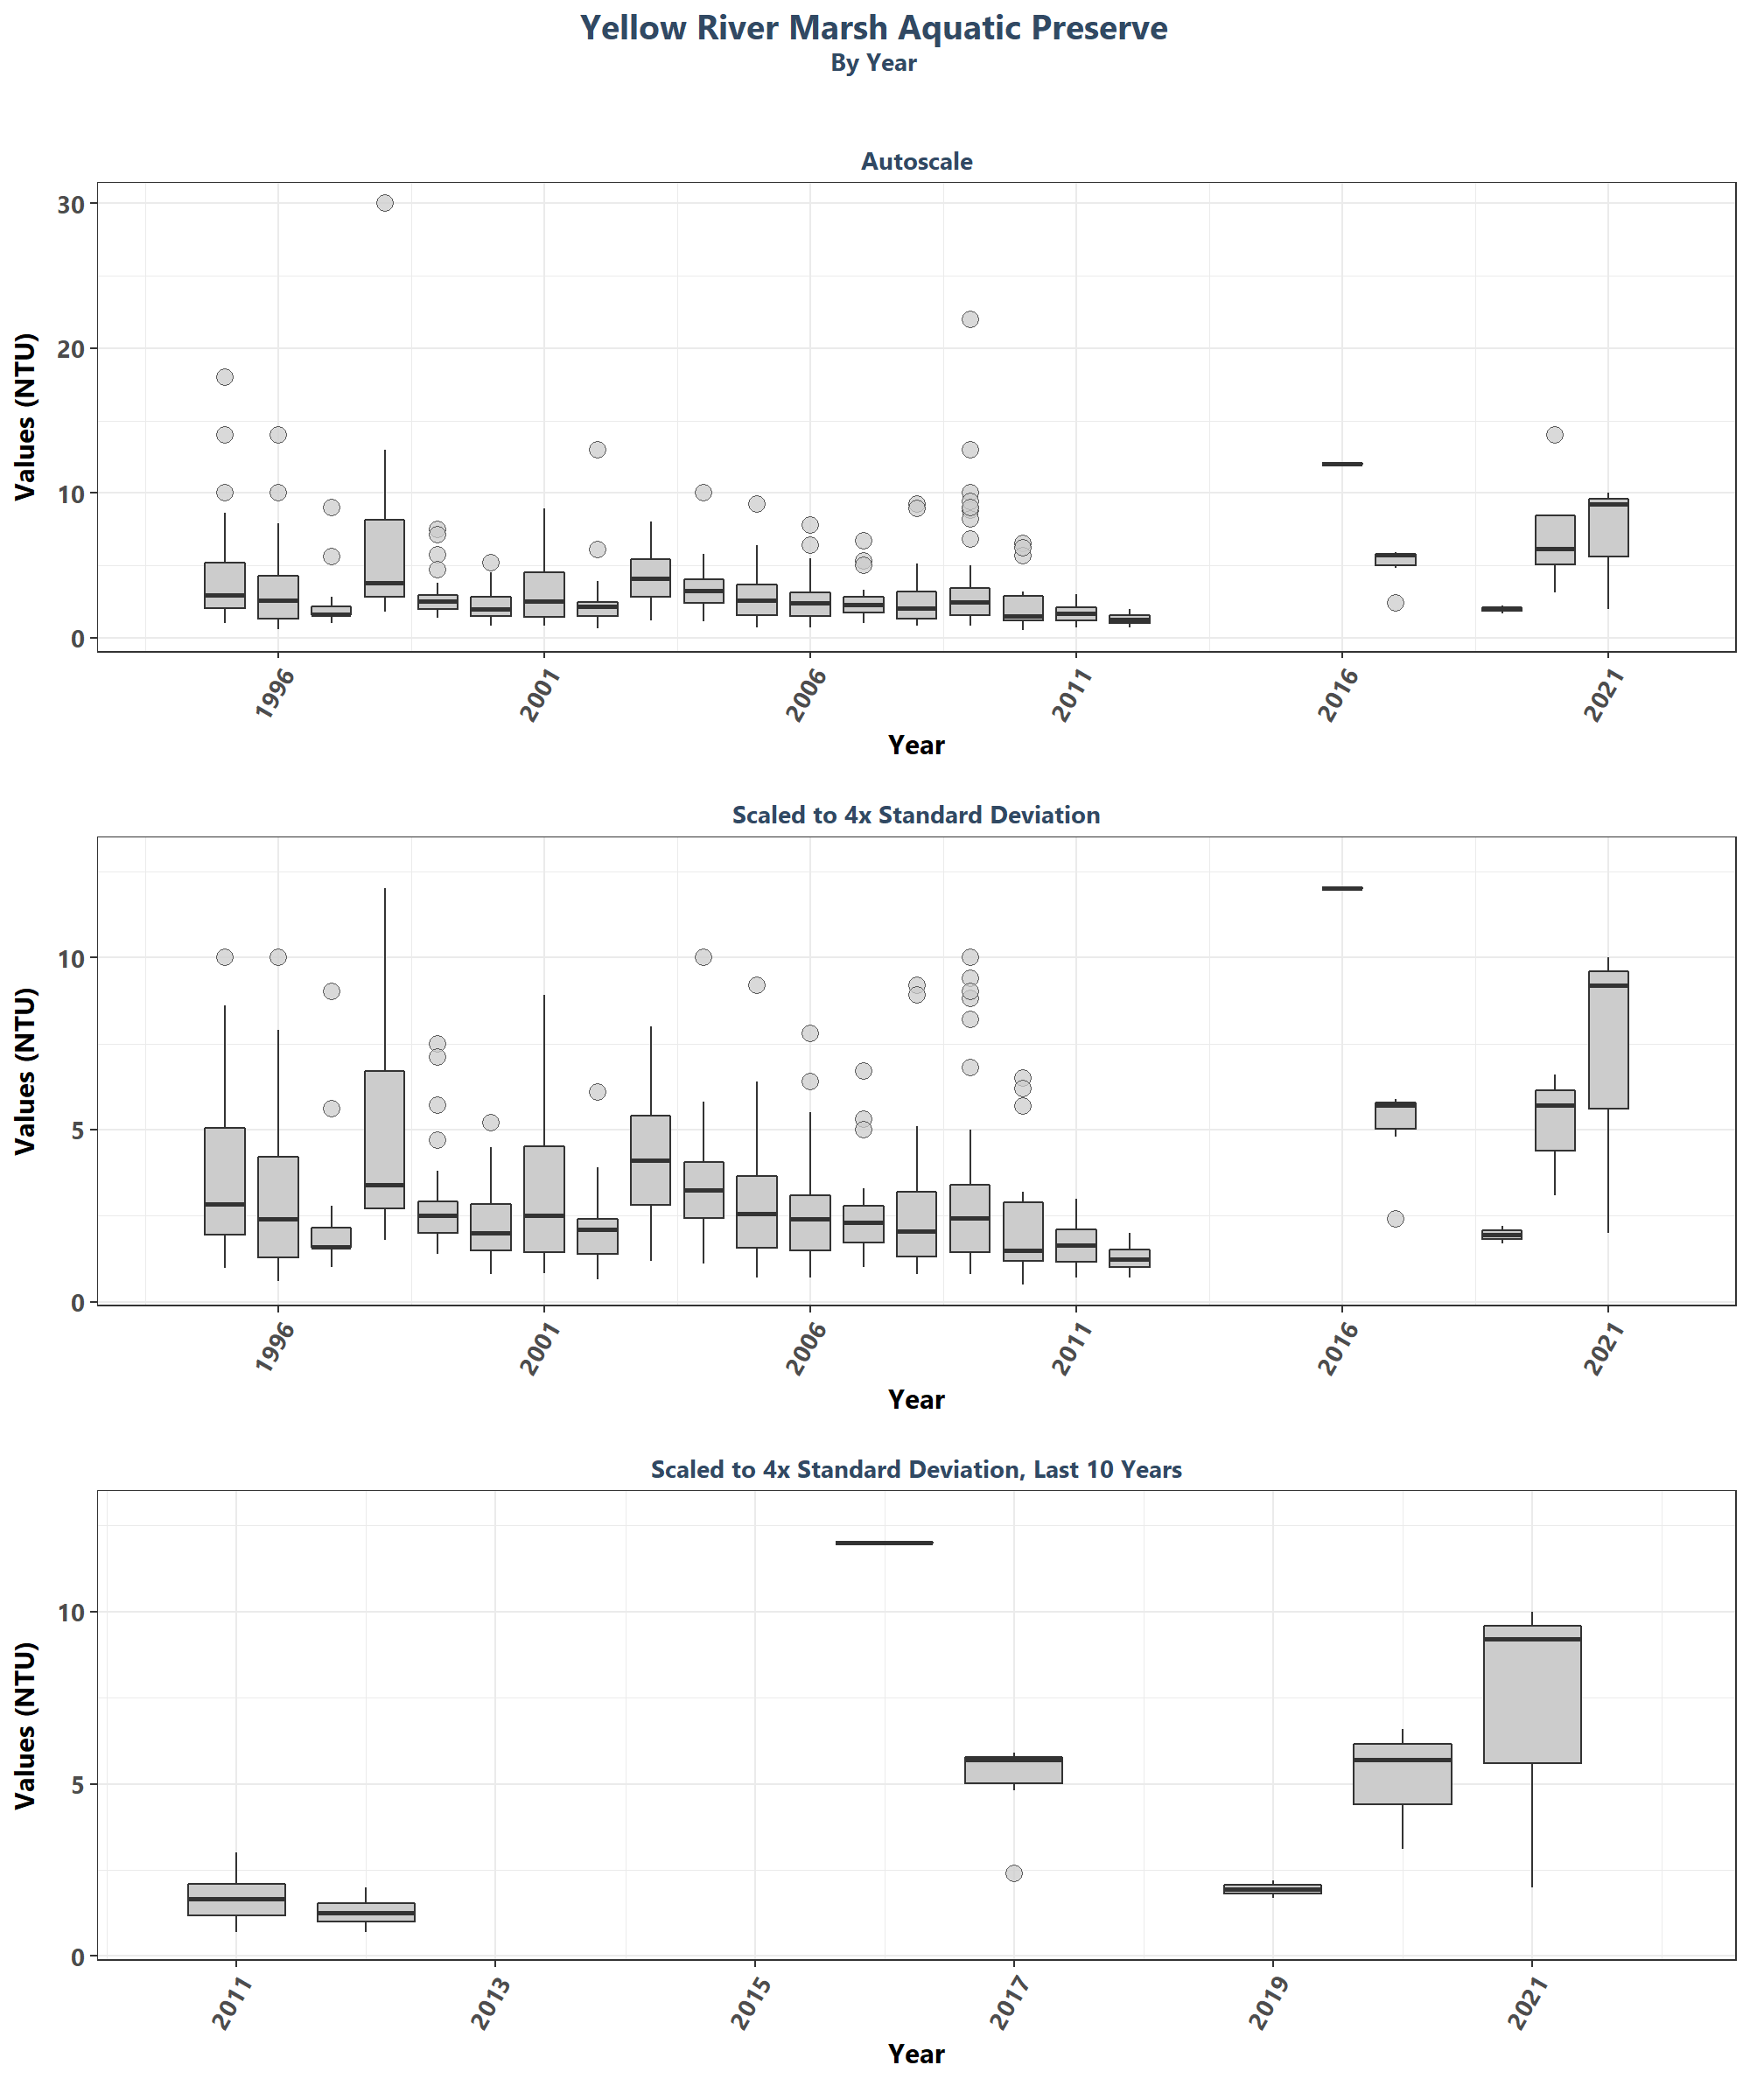 Yellow River Marsh Aquatic Preserve
By Year
Autoscale
Values (NTU)
30
20
10
0
1996
2001
2006
2011
2016
2021
Year
Scaled to 4x Standard Deviation
Values (NTU)
10
5
0
1996
2001
2006
2011
2016
2021
Year
Scaled to 4x Standard Deviation, Last 10 Years
Values (NTU)
10
5
0
2011
2013
2015
2017
2019
2021
Year